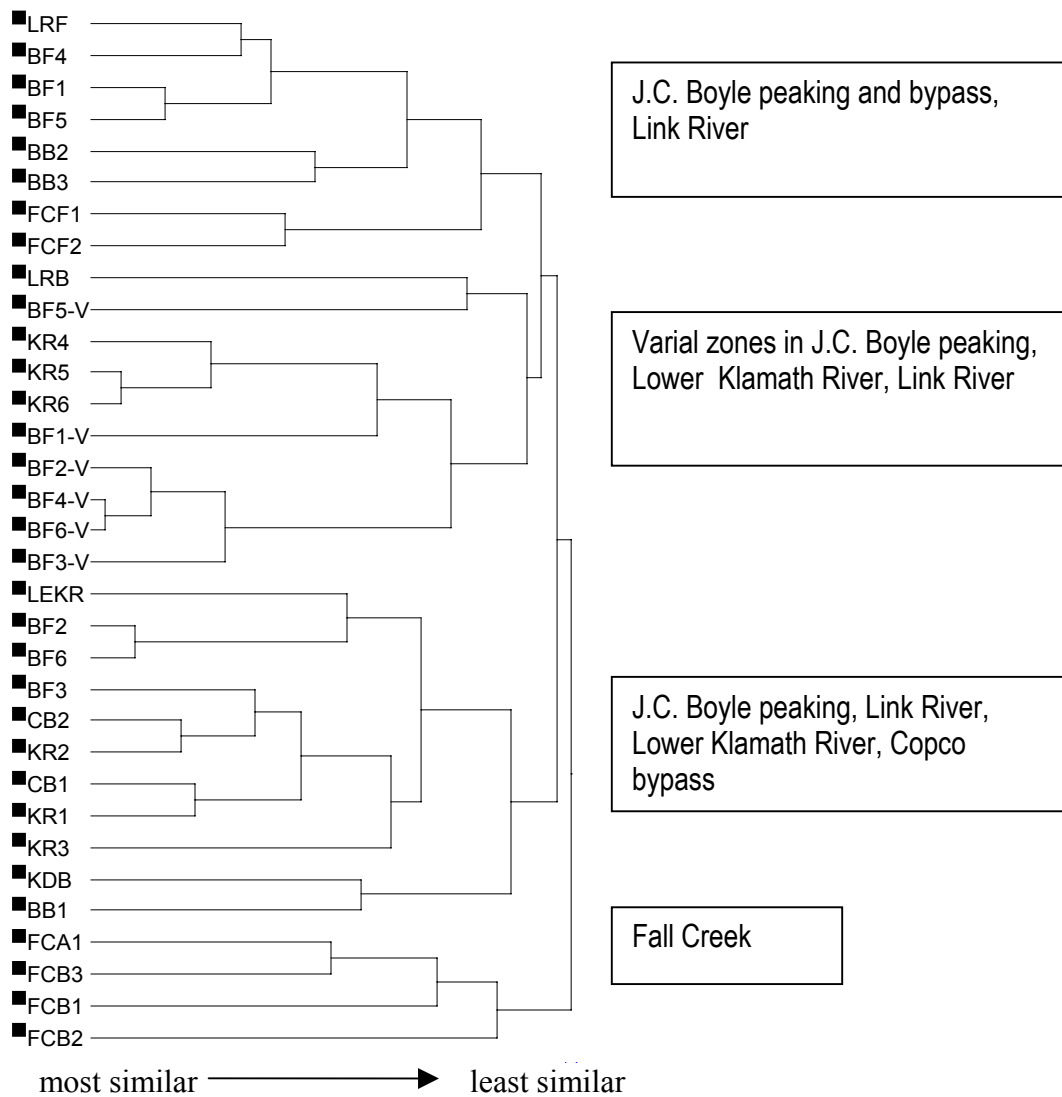 LRF
BF4
BF1
BF5
BB2
BB3
FCF1
FCF2
LRB
BF5-V
KR4
KR5
KR6
BF1-V
BF2-V
BF4-V
BF6-V
BF3-V
LEKR
BF2
BF6
BF3
CB2
KR2
CB1
KR1
KR3
KDB
BB1
FCA1
FCB3
FCB1
FCB2
J.C. Boyle peaking and bypass,
Link River
Varial zones in J.C. Boyle peaking,
Lower Klamath River, Link River
J.C. Boyle peaking, Link River,
Lower Klamath River, Copco
bypass
Fall Creek
most similar least similar